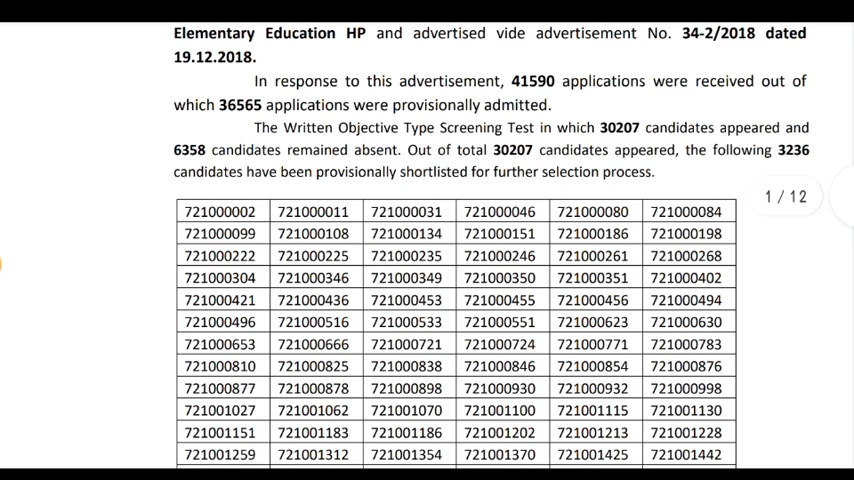 Elementary Education HP and advertised vide advertisement No. 34-2/2018 dated
19.12.2018.
In response to this advertisement, 41590 applications were received out of
which 36565 applications were provisionally admitted.
The Written Objective Type Screening Test in which 30207 candidates appeared and
6358 candidates remained absent. Out of total 30207 candidates appeared, the following 3236
candidates have been provisionally shortlisted for further selection process.
1 / 12
721000002 721000011 721000031 721000046 721000080 721000084
721000099 721000108 721000134 721000151 721000186 721000198
721000222 721000225 721000235 721000246 721000261 721000268
721000304 721000346 721000349 721000350 721000351 721000402
721000421 721000436 721000453 721000455 721000456 721000494
721000496 721000516 721000533 721000551 721000623 721000630
721000653 721000666 721000721 721000724 721000771 721000783
721000810 721000825 721000838 721000846 721000854 721000876
721000877 721000878 721000898 721000930 721000932 721000998
721001027 721001062 721001070 721001100 721001115 721001130
721001151 721001183 721001186 721001202 721001213 721001228
721001259 721001312 721001354 721001370 721001425 721001442